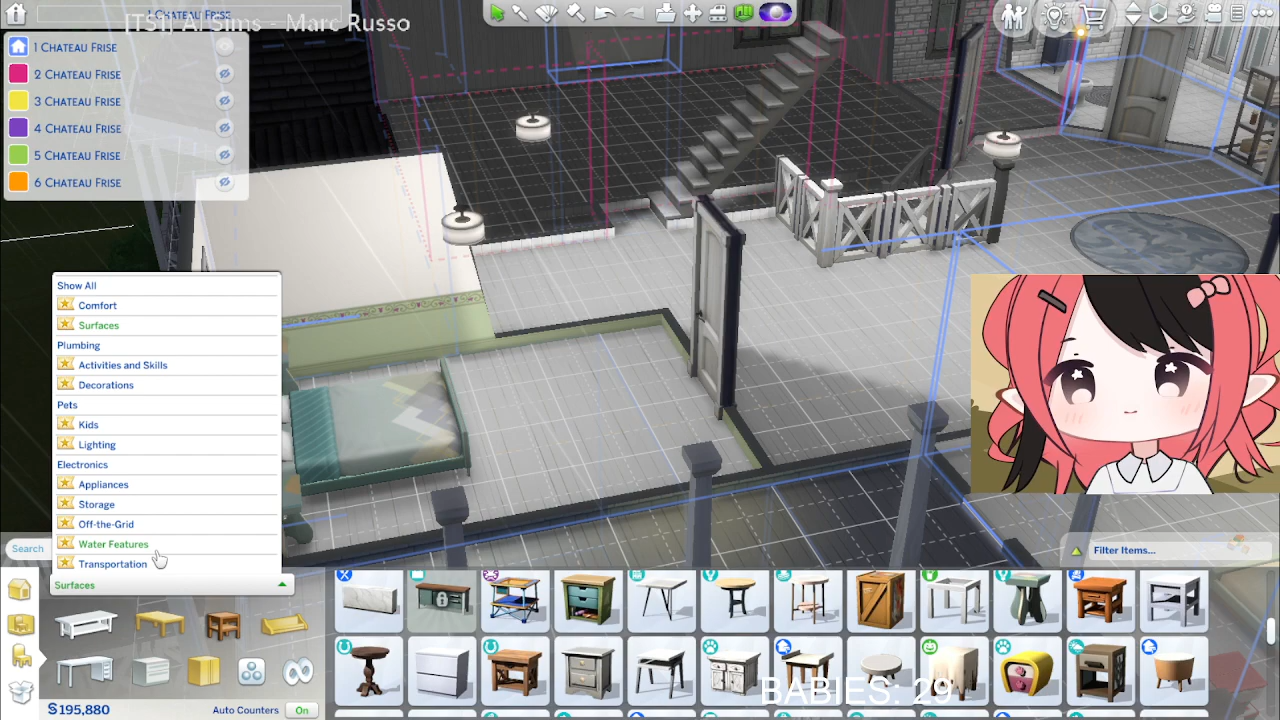 [TS] AI Sims - Marc Russo
1 Chateau Frise
1 Chateau Frise
2 Chateau Frise
3 Chateau Frise
4 Chateau Frise
5 Chateau Frise
6 Chateau Frise
Show All
Comfort
Surfaces
Plumbing
Activities and Skills
Decorations
Pets
Kids
Lighting
Electronics
Appliances
Storage
Off-the-Grid
Water Features
Transportation
Search
Surfaces
Filter Items...
BABIES: 29
§195,880
Auto Counters
On